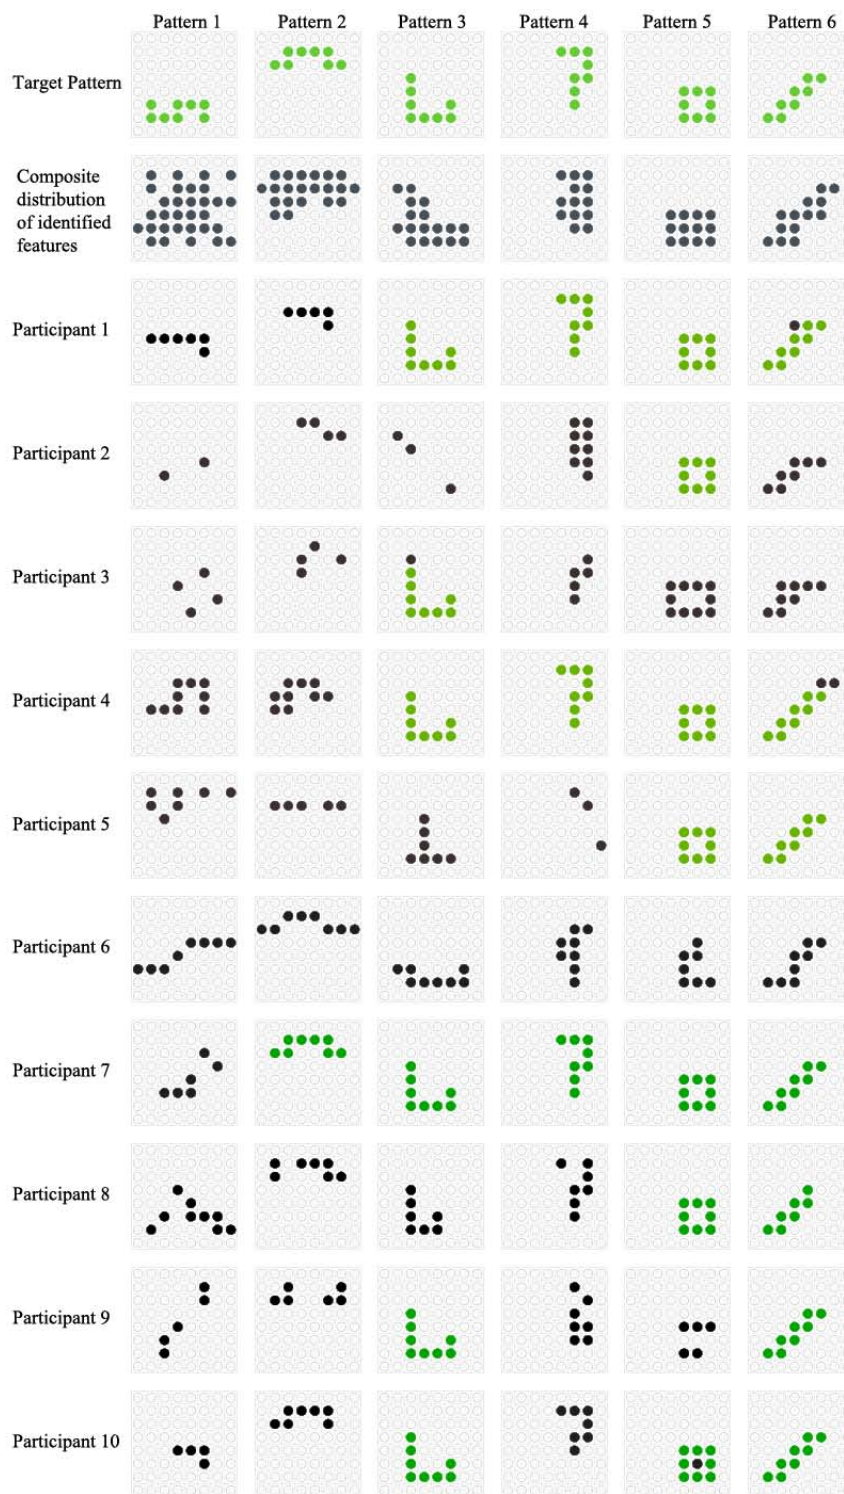 Pattern 1 Pattern 2 Pattern 3 Pattern 4 Pattern 5 Pattern 6
Target Pattern
Composite
distribution
of identified
features
Participant 1
Participant 2
Participant 3
Participant 4
Participant 5
Participant 6
Participant 7
Participant 8
Participant 9
Participant 10